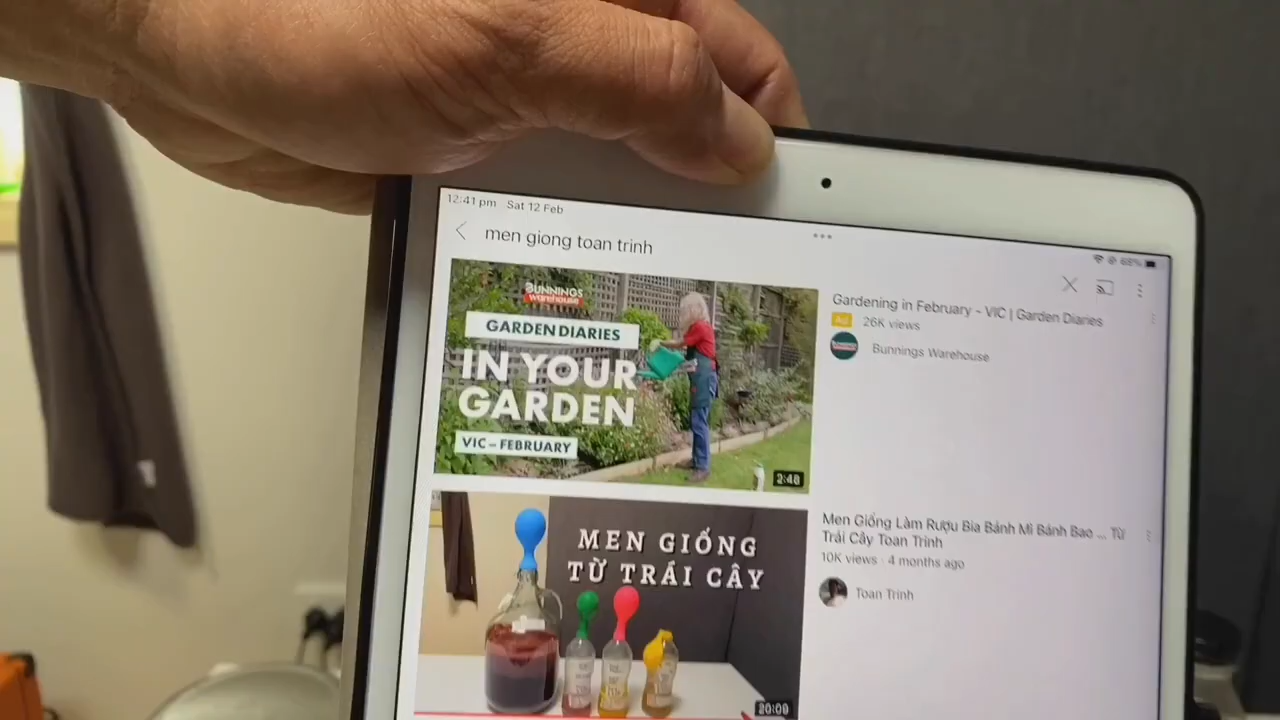 12:41 pm Sat 12 Feb
68%
men giong toan trinh
BUNNINGS
warehouse
GARDEN DIARIES
IN YOUR
GARDEN
VIC – FEBRUARY
2:48
Gardening in February - VIC | Garden Diaries
Ad 26K views
Bunnings Warehouse
MEN GIỐNG
TỪ TRÁI CÂY
20:09
Men Giống Làm Rượu Bia Bánh Mì Bánh Bao ... Từ
Trái Cây Toan Trinh
10K views · 4 months ago
Toan Trinh